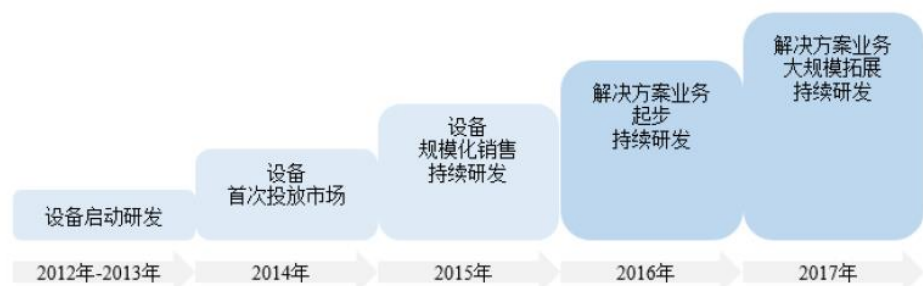 设备启动研发
设备
首次投放市场
设备
规模化销售
持续研发
解决方案业务
起步
持续研发
解决方案业务
大规模拓展
持续研发
2012年-2013年
2014年
2015年
2016年
2017年